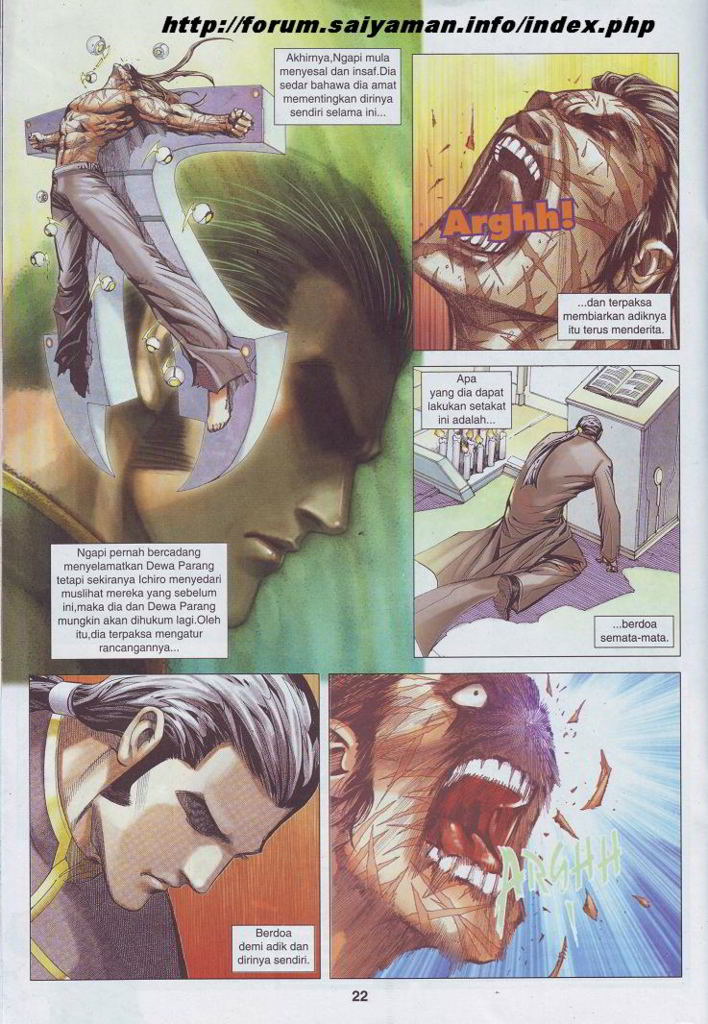 http://forum.saiyaman.info/index.php
Akhirnya,Ngapi mula
menyesal dan insaf.Dia
sedar bahawa dia amat
mementingkan dirinya
sendiri selama ini...
Arghh!
...dan terpaksa
membiarkan adiknya
itu terus menderita.
Apa
yang dia dapat
lakukan setakat
ini adalah...
Ngapi pernah bercadang
menyelamatkan Dewa Parang
tetapi sekiranya Ichiro menyedari
muslihat mereka yang sebelum
ini,maka dia dan Dewa Parang
mungkin akan dihukum lagi.Oleh
itu,dia terpaksa mengatur
rancangannya...
...berdoa
semata-mata.
Berdoa
demi adik dan
dirinya sendiri.
ARGHH!
22